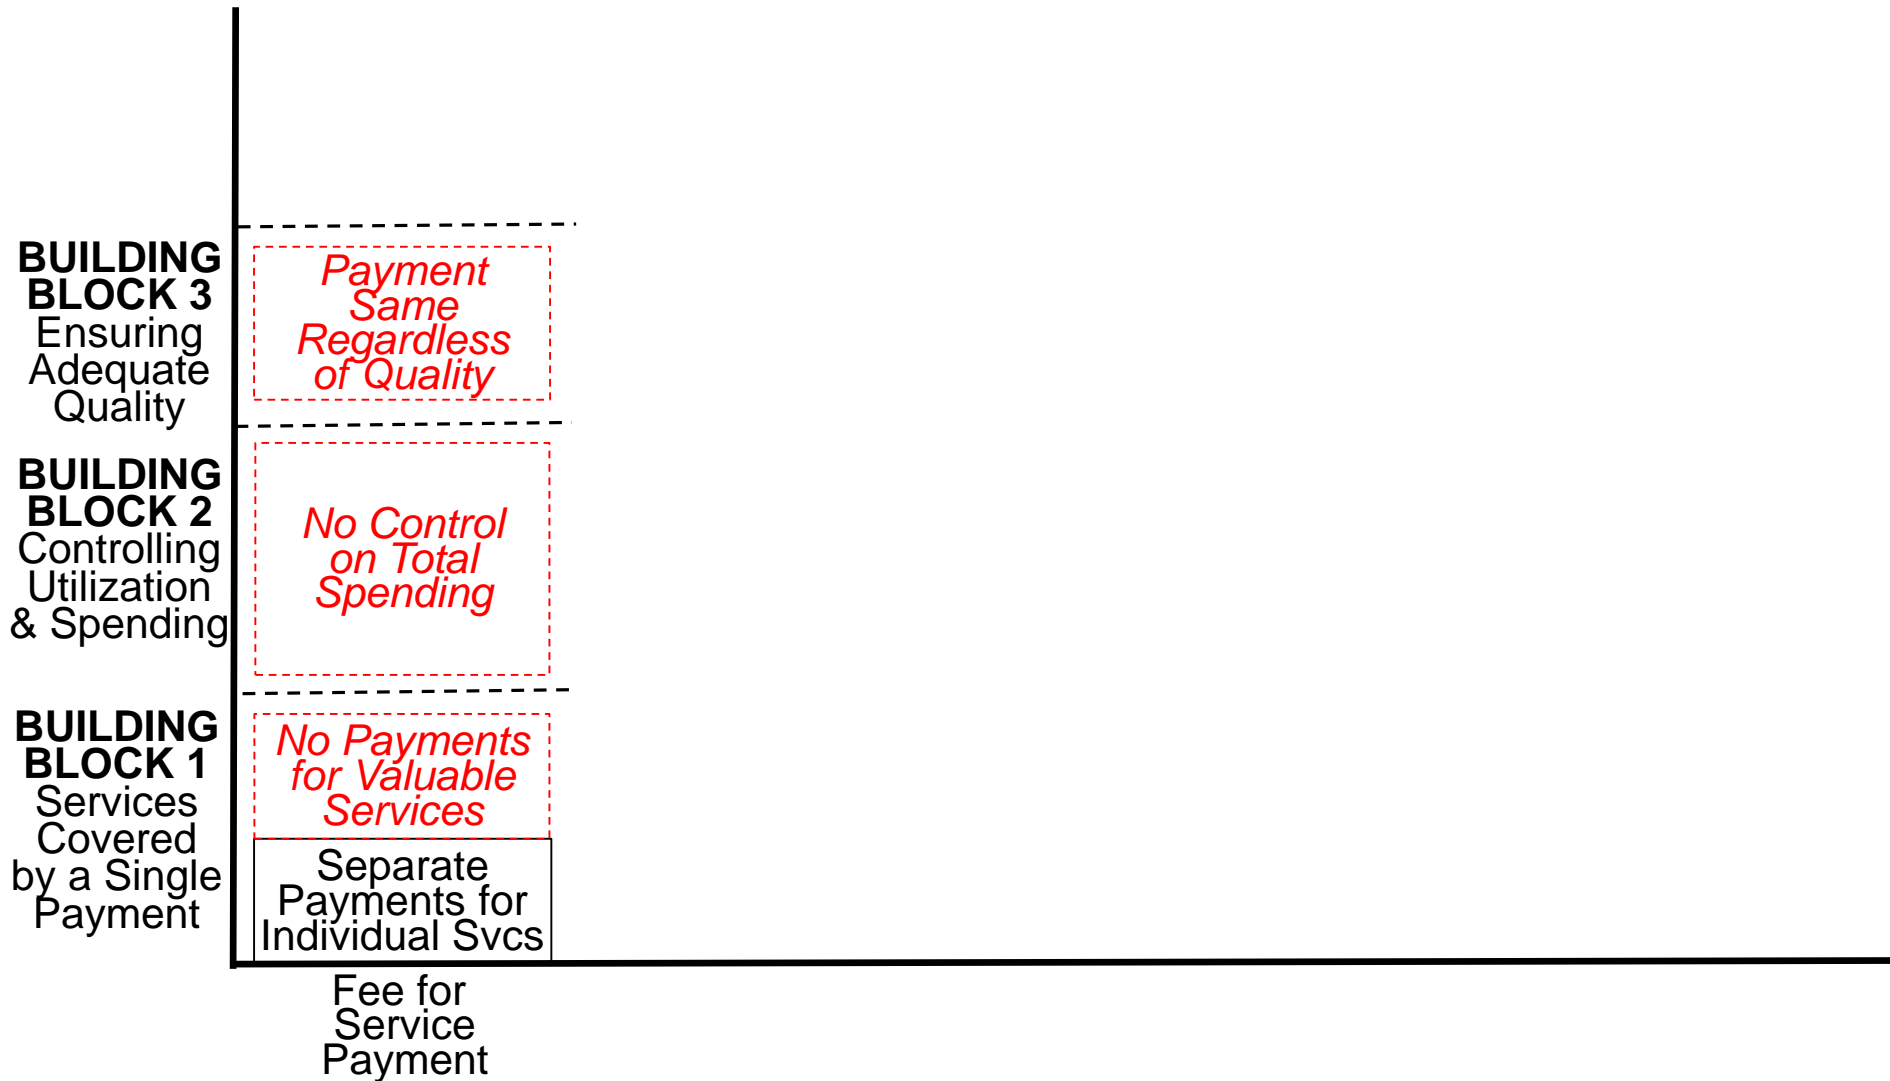 BUILDING
BLOCK 3
Ensuring
Adequate
Quality
Payment
Same
Regardless
of Quality
BUILDING
BLOCK 2
Controlling
Utilization
& Spending
No Control
on Total
Spending
BUILDING
BLOCK 1
Services
Covered
by a Single
Payment
No Payments
for Valuable
Services
Separate
Payments for
Individual Svcs
Fee for
Service
Payment